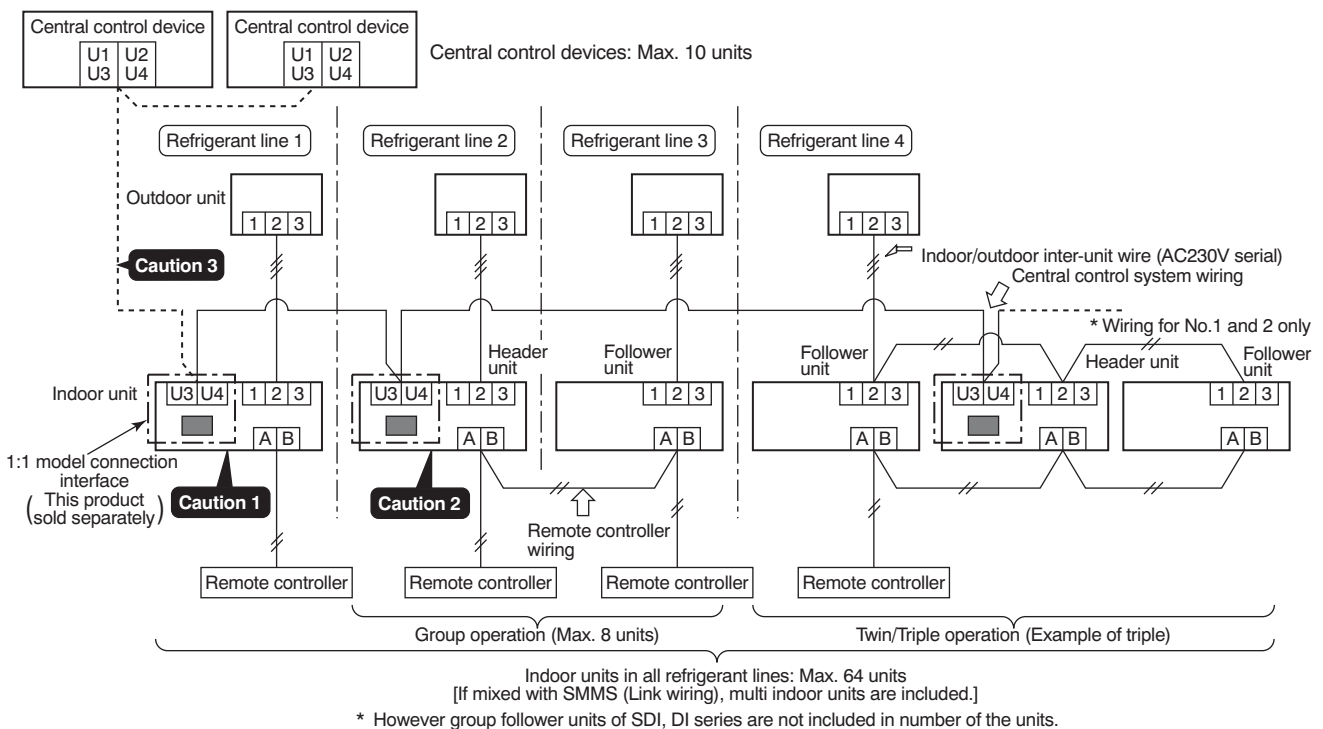 Central control device
Central control device
U1 U2
U3 U4
U1 U2
U3 U4
Central control devices: Max. 10 units
Refrigerant line 1
Refrigerant line 2
Refrigerant line 3
Refrigerant line 4
Outdoor unit
1 2 3
1 2 3
1 2 3
1 2 3
Caution 3
Indoor/outdoor inter-unit wire (AC230V serial)
Central control system wiring
* Wiring for No.1 and 2 only
Header
unit
Follower
unit
Follower
unit
Header unit
Follower
unit
Indoor unit
U3 U4
1 2 3
U3 U4
1 2 3
1 2 3
1 2 3
U3 U4
1 2 3
1 2 3
A B
A B
A B
A B
A B
A B
1:1 model connection
interface
(This product
sold separately)
Caution 1
Caution 2
Remote controller
wiring
Remote controller
Remote controller
Remote controller
Remote controller
Group operation (Max. 8 units)
Twin/Triple operation (Example of triple)
Indoor units in all refrigerant lines: Max. 64 units
[If mixed with SMMS (Link wiring), multi indoor units are included.]
* However group follower units of SDI, DI series are not included in number of the units.